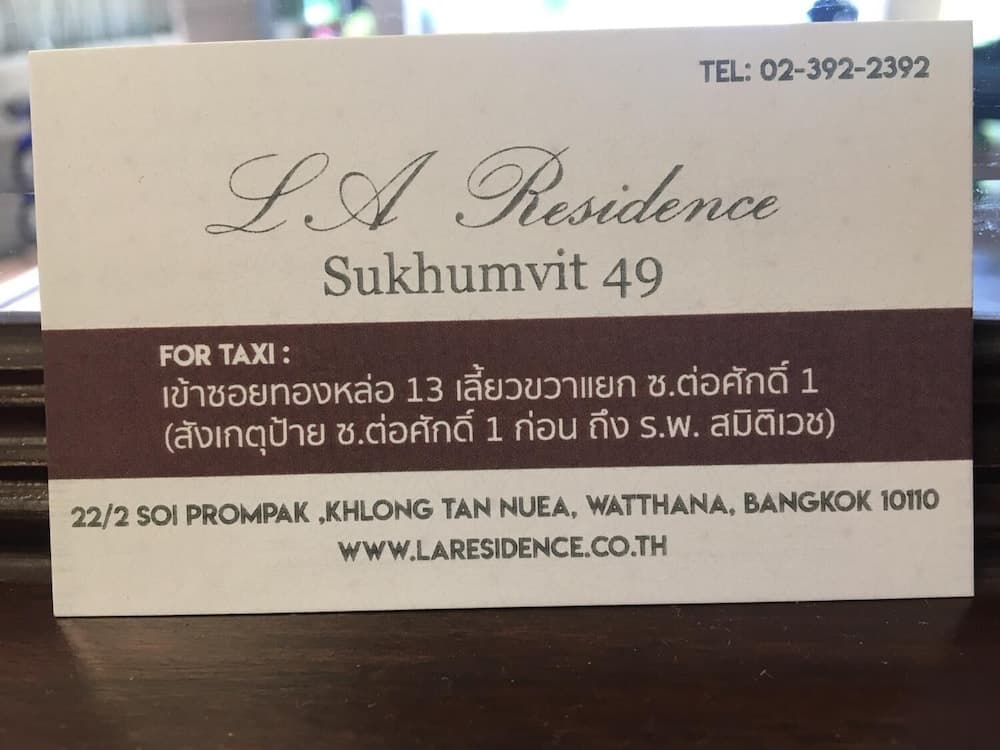 TEL: 02-392-2392
L A Residence
Sukhumvit 49
FOR TAXI :
เข้าซอยทองหล่อ 13 เลี้ยวขวาแยก ซ.ต่อศักดิ์ 1
(สังเกตุป้าย ซ.ต่อศักดิ์ 1 ก่อน ถึง ร.พ. สมิติเวช)
22/2 SOI PROMPAK ,KHLONG TAN NUEA, WATTHANA, BANGKOK 10110
WWW.LARESIDENCE.CO.TH